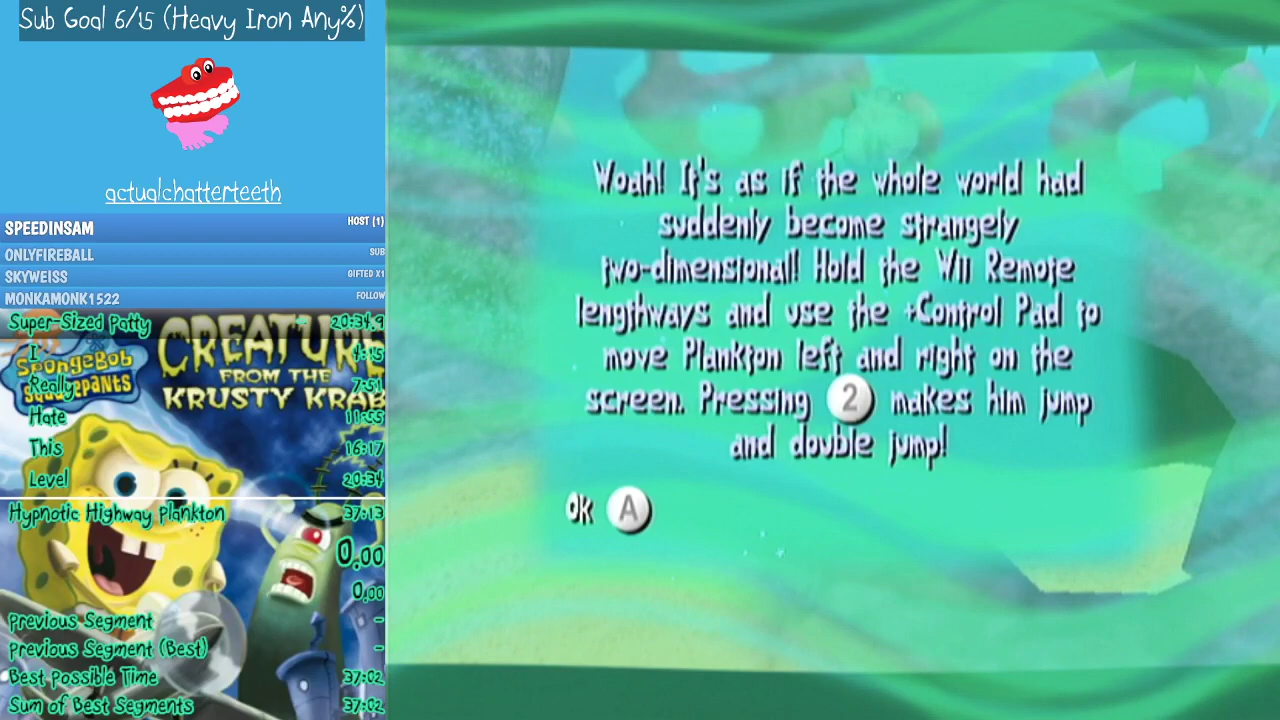 Sub Goal 6/15 (Heavy Iron Any%)
actualchatterteeth
SPEEDINSAM HOST (1)
ONLYFIREBALL SUB
SKYWEISS GIFTED X1
MONKAMONK1522 FOLLOW
Super-Sized Patty - 20:34.9
I 4:15
Really 7:51
Hate 11:55
This 16:17
Level 20:34
Hypnotic Highway Plankton 37:13
0.00
0.00
Previous Segment -
Previous Segment (Best) -
Best Possible Time 37:02
Sum of Best Segments 37:02
SpongeBob
SquarePants
CREATURE
FROM THE
KRUSTY KRAB
Woah! It's as if the whole world had
suddenly become strangely
two-dimensional! Hold the Wii Remote
lengthways and use the +Control Pad to
move Plankton left and right on the
screen. Pressing 2 makes him jump
and double jump!
OK A